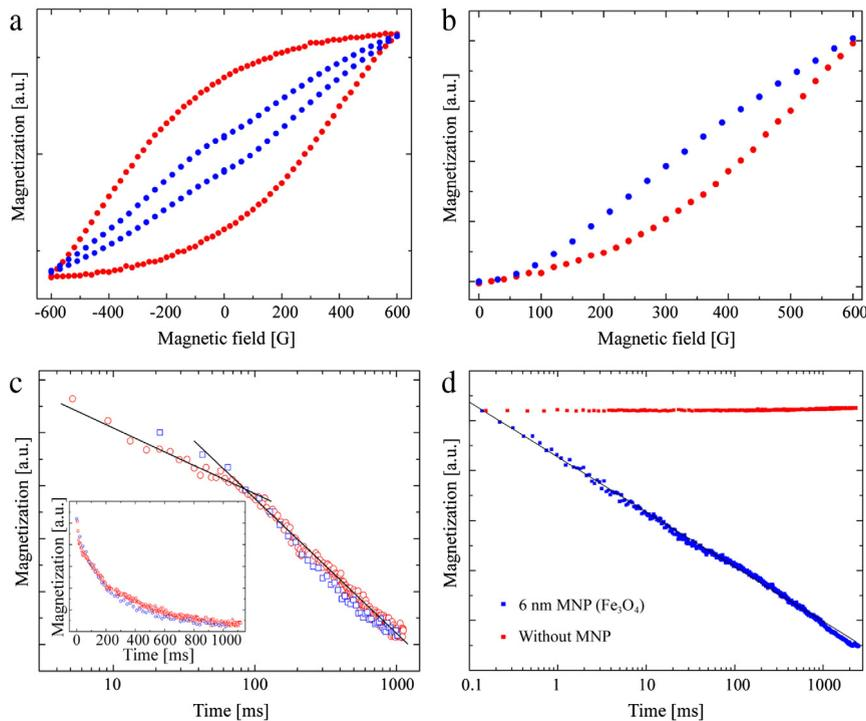 a
Magnetization [a.u.]
-600 -400 -200 0 200 400 600
Magnetic field [G]
b
Magnetization [a.u.]
0 100 200 300 400 500 600
Magnetic field [G]
c
Magnetization [a.u.]
Magnetization [a.u.]
0 200 400 600 800 1000
Time [ms]
10 100 1000
Time [ms]
d
Magnetization [a.u.]
6 nm MNP (Fe₃O₄)
Without MNP
0.1 1 10 100 1000
Time [ms]